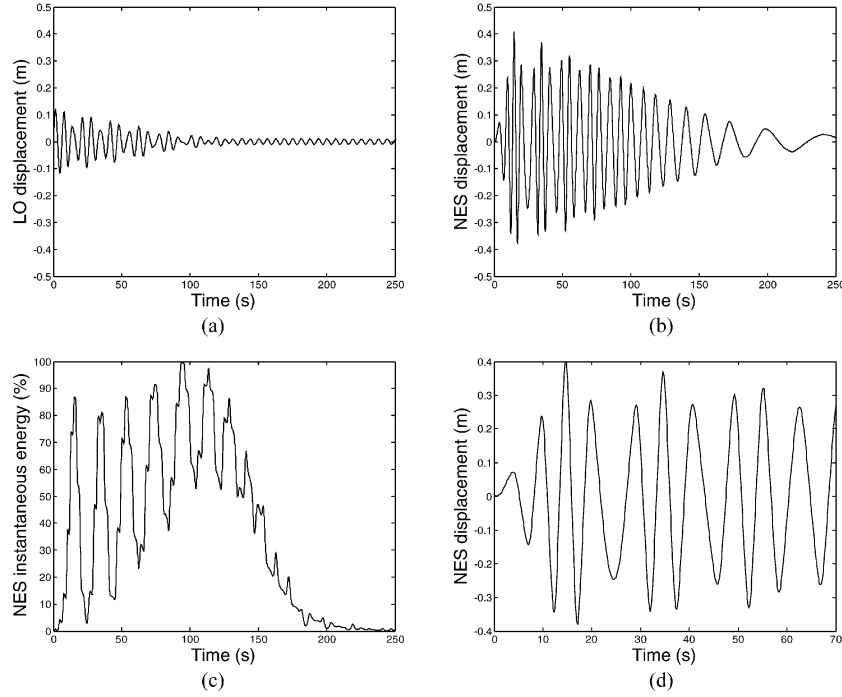 0.5
0.4
0.3
0.2
0.1
0
-0.1
-0.2
-0.3
-0.4
-0.5
LO displacement (m)
0 50 100 150 200 250
Time (s)
(a)
0.5
0.4
0.3
0.2
0.1
0
-0.1
-0.2
-0.3
-0.4
-0.5
NES displacement (m)
0 50 100 150 200 250
Time (s)
(b)
100
90
80
70
60
50
40
30
20
10
0
NES instantaneous energy (%)
0 50 100 150 200 250
Time (s)
(c)
0.4
0.3
0.2
0.1
0
-0.1
-0.2
-0.3
-0.4
NES displacement (m)
0 10 20 30 40 50 60 70
Time (s)
(d)